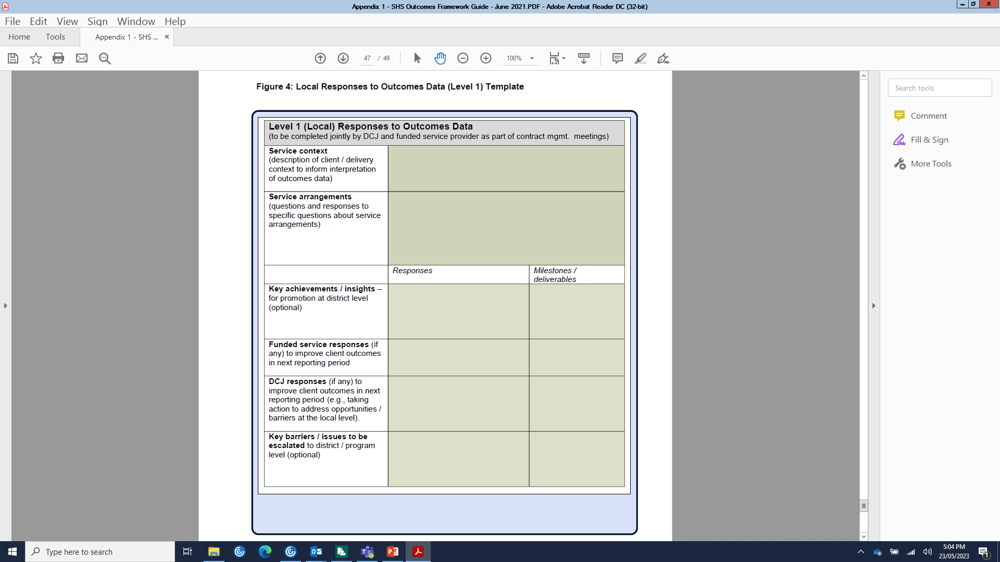 Appendix 1 - SHS Outcomes Framework Guide - June 2021.PDF - Adobe Acrobat Reader DC (32-bit)
File Edit View Sign Window Help
Home Tools Appendix 1 - SHS ... ×
47 / 49 100%
Figure 4: Local Responses to Outcomes Data (Level 1) Template
Level 1 (Local) Responses to Outcomes Data
(to be completed jointly by DCJ and funded service provider as part of contract mgmt. meetings)
Service context
(description of client / delivery
context to inform interpretation
of outcomes data)
Service arrangements
(questions and responses to
specific questions about service
arrangements)
Responses
Milestones /
deliverables
Key achievements / insights –
for promotion at district level
(optional)
Funded service responses (if
any) to improve client outcomes
in next reporting period
DCJ responses (if any) to
improve client outcomes in next
reporting period (e.g., taking
action to address opportunities /
barriers at the local level).
Key barriers / issues to be
escalated to district / program
level (optional)
Search tools
Comment
Fill & Sign
More Tools
Type here to search
5:04 PM
23/05/2023
1